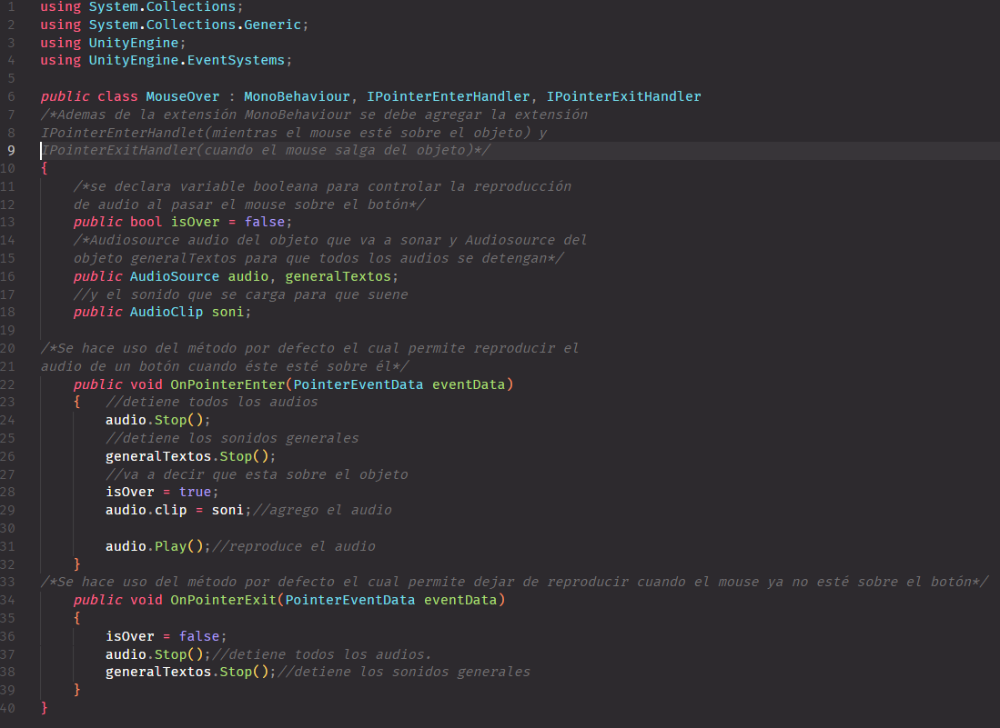 1 using System.Collections;
2 using System.Collections.Generic;
3 using UnityEngine;
4 using UnityEngine.EventSystems;
5
6 public class MouseOver : MonoBehaviour, IPointerEnterHandler, IPointerExitHandler
7 /*Ademas de la extensión MonoBehaviour se debe agregar la extensión
8 IPointerEnterHandlet(mientras el mouse esté sobre el objeto) y
9 IPointerExitHandler(cuando el mouse salga del objeto)*/
10 {
11     /*se declara variable booleana para controlar la reproducción
12     de audio al pasar el mouse sobre el botón*/
13     public bool isOver = false;
14     /*Audiosource audio del objeto que va a sonar y Audiosource del
15     objeto generalTextos para que todos los audios se detengan*/
16     public AudioSource audio, generalTextos;
17     //y el sonido que se carga para que suene
18     public AudioClip soni;
19
20 /*Se hace uso del método por defecto el cual permite reproducir el
21 audio de un botón cuando éste esté sobre él*/
22     public void OnPointerEnter(PointerEventData eventData)
23     {   //detiene todos los audios
24         audio.Stop();
25         //detiene los sonidos generales
26         generalTextos.Stop();
27         //va a decir que esta sobre el objeto
28         isOver = true;
29         audio.clip = soni;//agrego el audio
30
31         audio.Play();//reproduce el audio
32     }
33 /*Se hace uso del método por defecto el cual permite dejar de reproducir cuando el mouse ya no esté sobre el botón*/
34     public void OnPointerExit(PointerEventData eventData)
35     {
36         isOver = false;
37         audio.Stop();//detiene todos los audios.
38         generalTextos.Stop();//detiene los sonidos generales
39     }
40 }